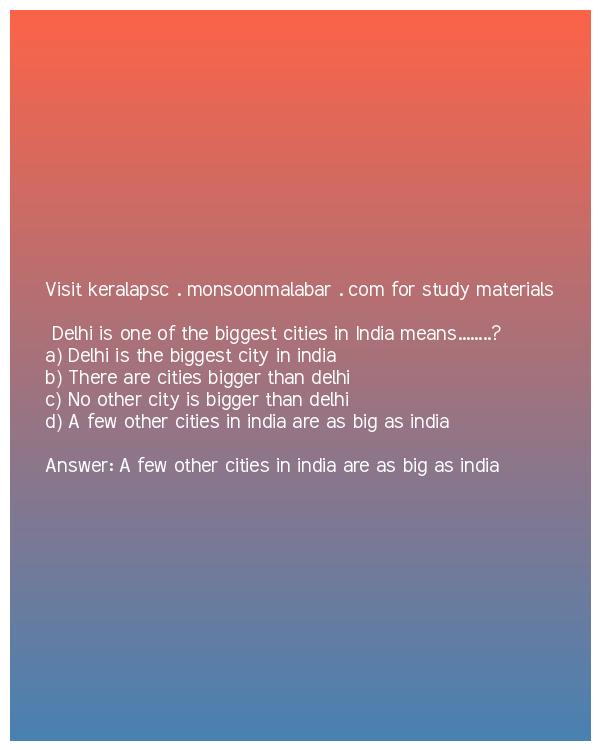 Visit keralapsc . monsoonmalabar . com for study materials
Delhi is one of the biggest cities in India means........?
a) Delhi is the biggest city in india
b) There are cities bigger than delhi
c) No other city is bigger than delhi
d) A few other cities in india are as big as india
Answer: A few other cities in india are as big as india